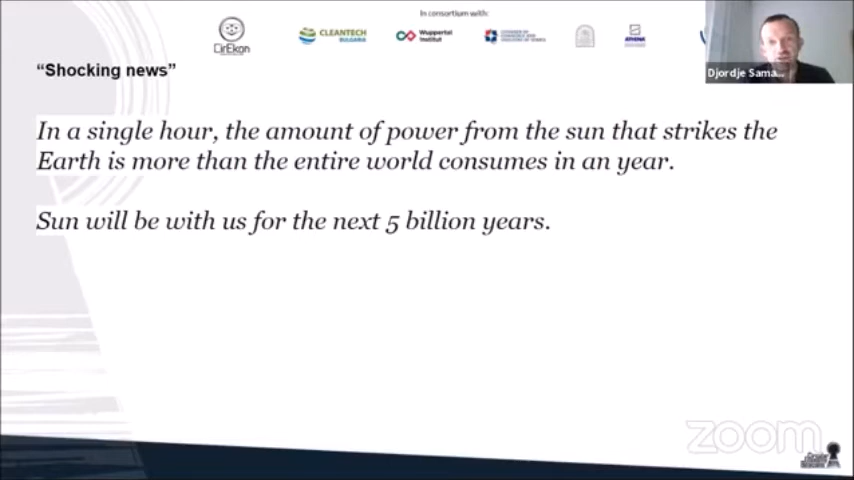 In consortium with:
CirEkon
CLEANTECH
BULGARIA
Wuppertal
Institut
ATHENA
Djordje Sama...
“Shocking news”
In a single hour, the amount of power from the sun that strikes the
Earth is more than the entire world consumes in an year.
Sun will be with us for the next 5 billion years.
zoom